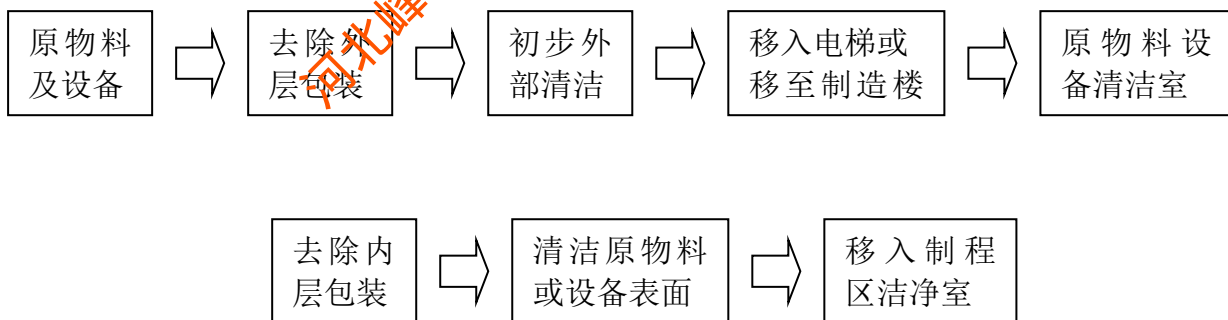 原物料
及设备
去除外
层包装
初步外
部清洁
移入电梯或
移至制造楼
原物料设
备清洁室
河北峰
去除内
层包装
清洁原物料
或设备表面
移入制程
区洁净室